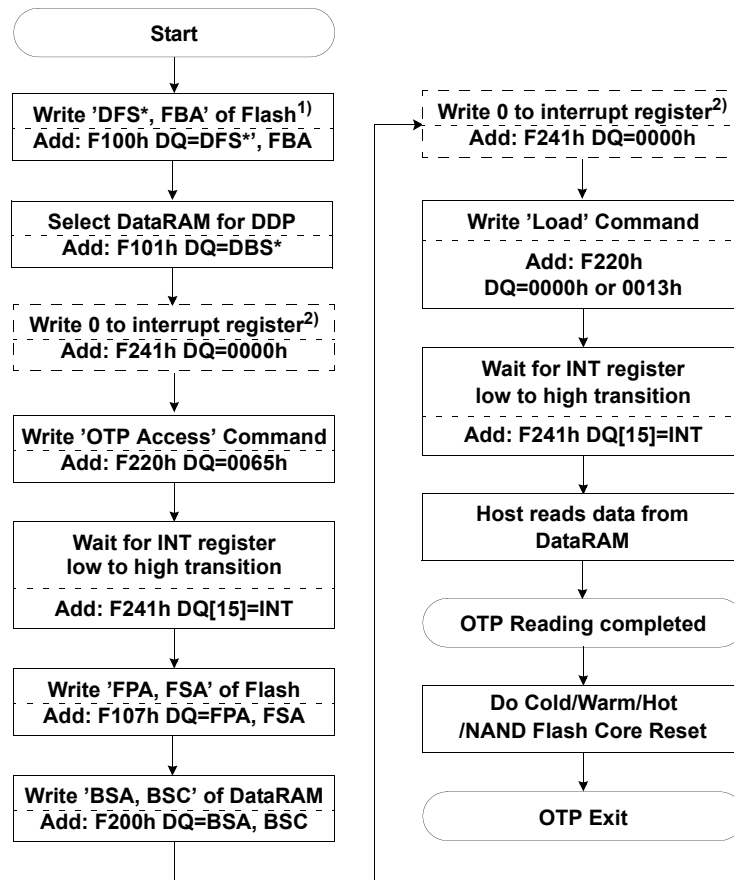 Start
Write 'DFS*, FBA' of Flash1)
Add: F100h DQ=DFS*', FBA
Select DataRAM for DDP
Add: F101h DQ=DBS*
Write 0 to interrupt register2)
Add: F241h DQ=0000h
Write 'OTP Access' Command
Add: F220h DQ=0065h
Wait for INT register
low to high transition
Add: F241h DQ[15]=INT
Write 'FPA, FSA' of Flash
Add: F107h DQ=FPA, FSA
Write 'BSA, BSC' of DataRAM
Add: F200h DQ=BSA, BSC
Write 0 to interrupt register2)
Add: F241h DQ=0000h
Write 'Load' Command
Add: F220h
DQ=0000h or 0013h
Wait for INT register
low to high transition
Add: F241h DQ[15]=INT
Host reads data from
DataRAM
OTP Reading completed
Do Cold/Warm/Hot
/NAND Flash Core Reset
OTP Exit